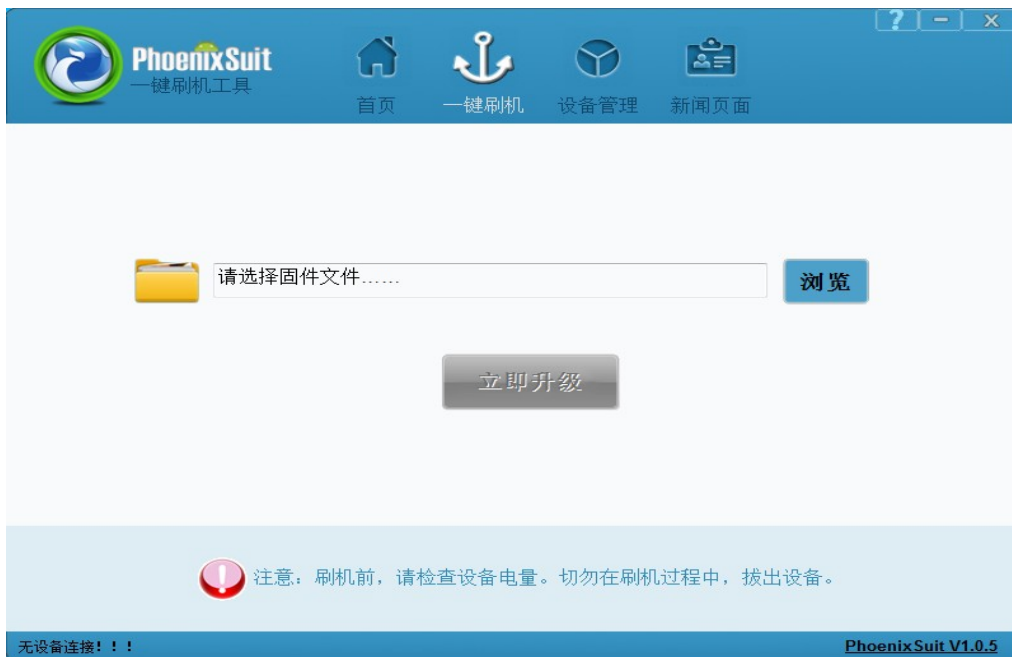 PhoenixSuit
一键刷机工具
首页
一键刷机
设备管理
新闻页面
?
请选择固件文件……
浏览
立即升级
注意：刷机前，请检查设备电量。切勿在刷机过程中，拔出设备。
无设备连接！！！
PhoenixSuit V1.0.5